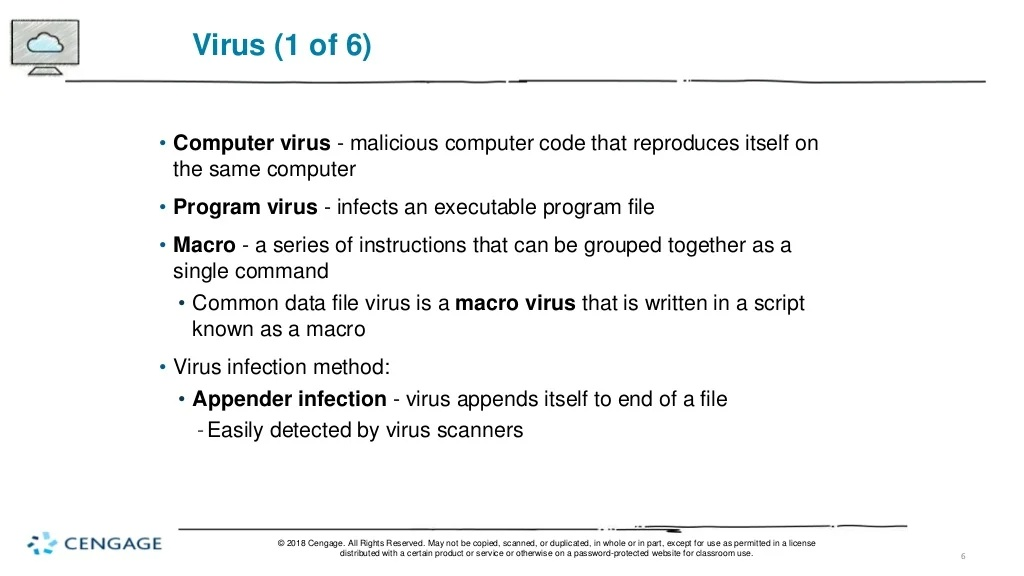 Virus (1 of 6)
• Computer virus - malicious computer code that reproduces itself on
the same computer
• Program virus - infects an executable program file
• Macro - a series of instructions that can be grouped together as a
single command
• Common data file virus is a macro virus that is written in a script
known as a macro
• Virus infection method:
• Appender infection - virus appends itself to end of a file
- Easily detected by virus scanners
CENGAGE
© 2018 Cengage. All Rights Reserved. May not be copied, scanned, or duplicated, in whole or in part, except for use as permitted in a license
distributed with a certain product or service or otherwise on a password-protected website for classroom use.
6